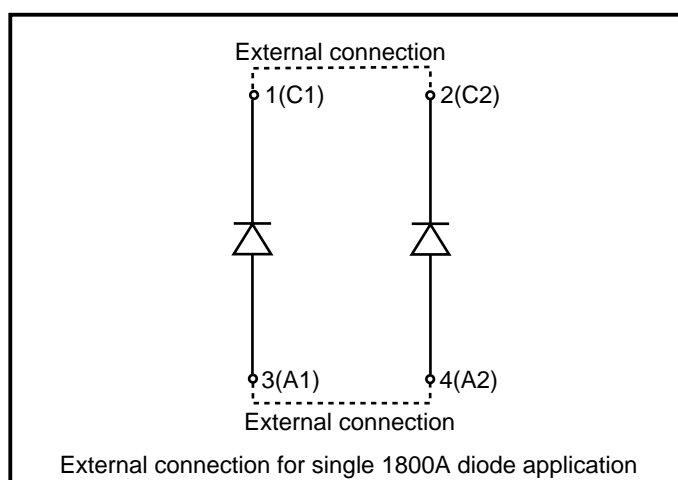 External connection
1(C1)
2(C2)
3(A1)
4(A2)
External connection
External connection for single 1800A diode application